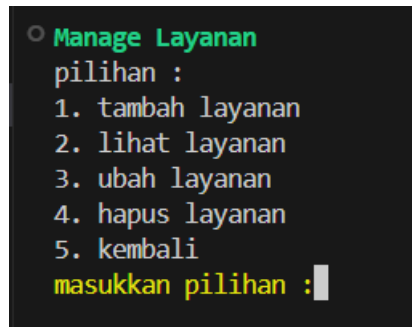 Manage Layanan
pilihan :
1. tambah layanan
2. lihat layanan
3. ubah layanan
4. hapus layanan
5. kembali
masukkan pilihan :